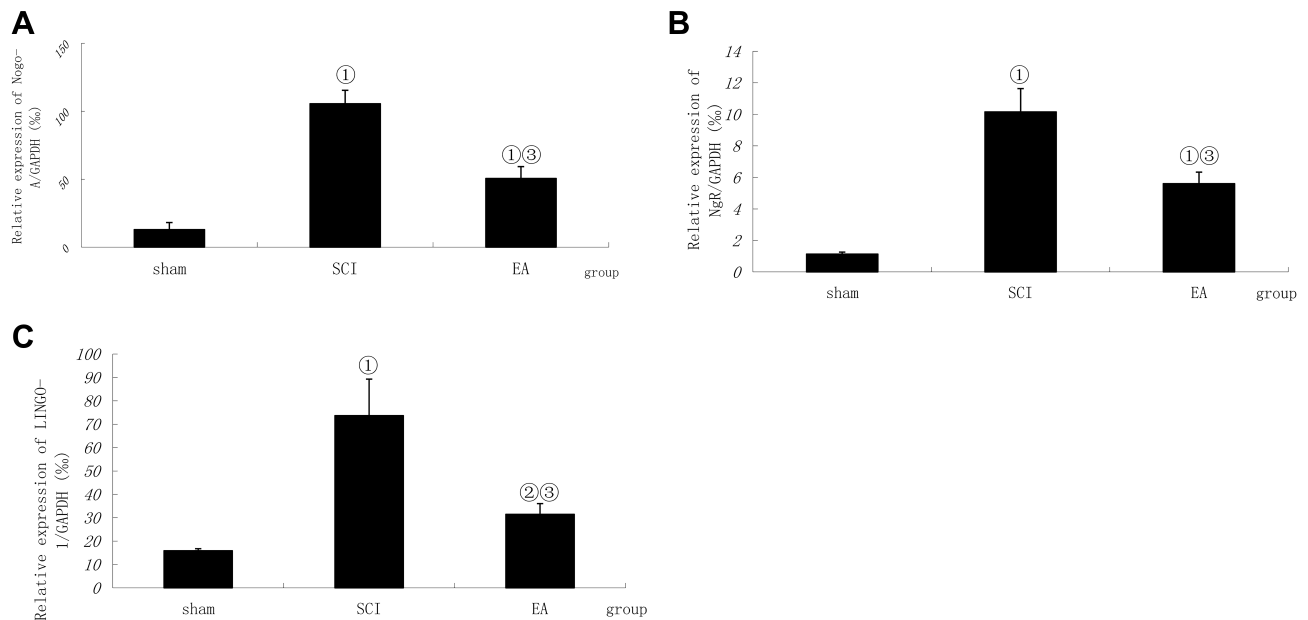 A
Relative expression of Nogo-
A/GAPDH (‰)
150
100
50
0
①
①③
sham SCI EA group
B
Relative expression of
NgR/GAPDH (‰)
14
12
10
8
6
4
2
0
①
①③
sham SCI EA group
C
Relative expression of LINGO-
1/GAPDH (‰)
100
90
80
70
60
50
40
30
20
10
0
①
②③
sham SCI EA group